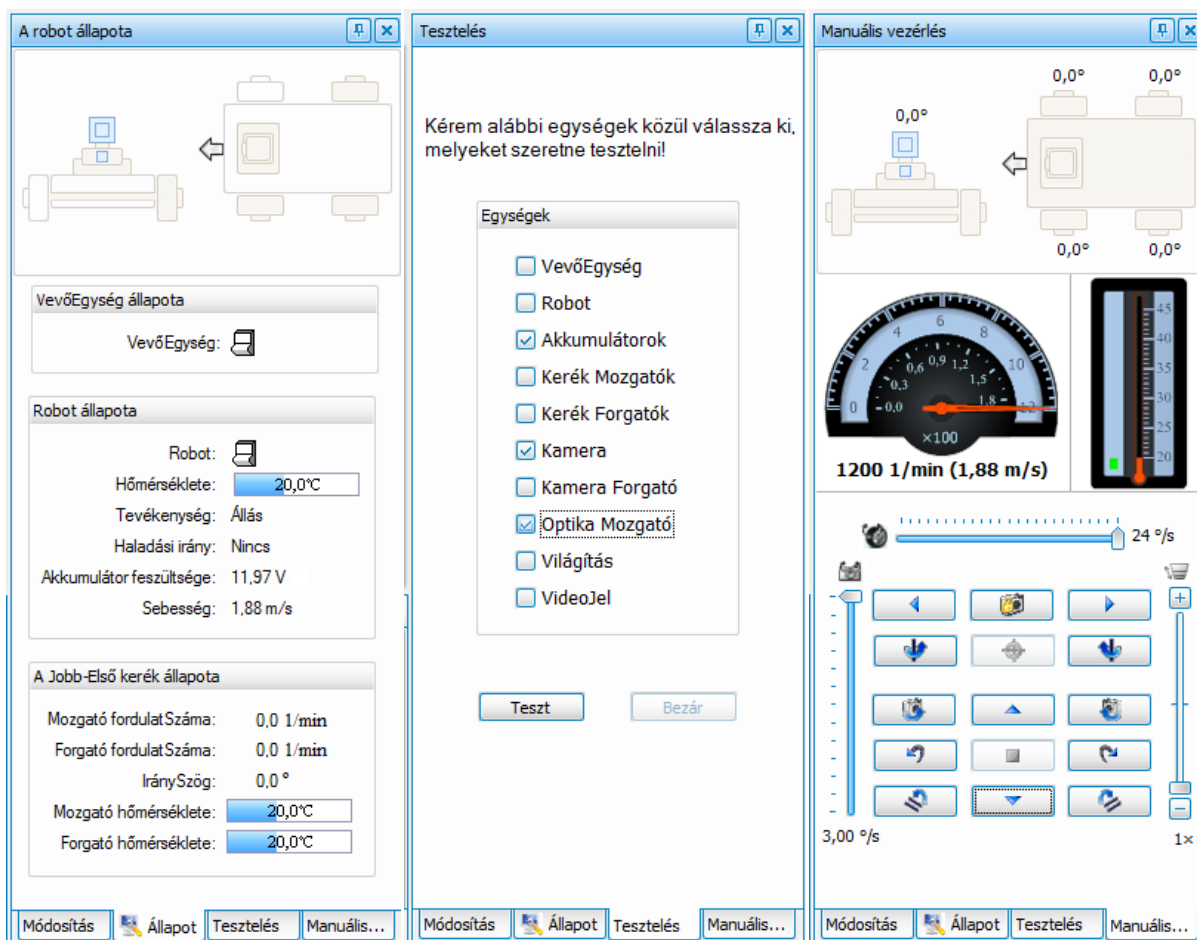 A robot állapota
VevőEgység állapota
VevőEgység:
Robot állapota
Robot:
Hőmérséklete: 20,0°C
Tevékenység: Állás
Haladási irány: Nincs
Akkumulátor feszültsége: 11,97 V
Sebesség: 1,88 m/s
A Jobb-Első kerék állapota
Mozgató fordulatSzáma: 0,0 1/min
Forgató fordulatSzáma: 0,0 1/min
IránySzög: 0,0 °
Mozgató hőmérséklete: 20,0°C
Forgató hőmérséklete: 20,0°C
Módosítás Állapot Tesztelés Manuális...
Tesztelés
Kérem alábbi egységek közül válassza ki,
melyeket szeretne tesztelni!
Egységek
VevőEgység
Robot
Akkumulátorok
Kerék Mozgatók
Kerék Forgatók
Kamera
Kamera Forgató
Optika Mozgató
Világítás
VideoJel
Teszt Bezár
Módosítás Állapot Tesztelés Manuális...
Manuális vezérlés
0,0° 0,0°
0,0°
0,0° 0,0°
0 2 4 6 8 10 12
0,0 0,3 0,6 0,9 1,2 1,5 1,8
×100
1200 1/min (1,88 m/s)
45
40
35
30
25
20
24 °/s
3,00 °/s
1×
Módosítás Állapot Tesztelés Manuális...